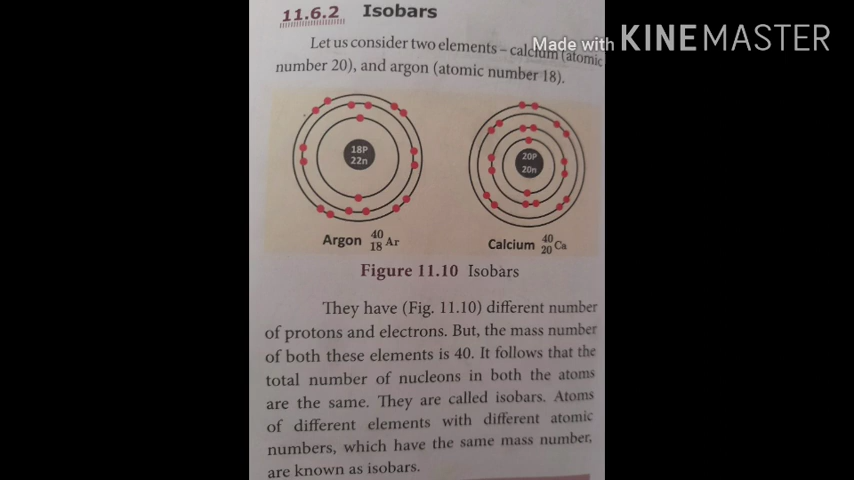 11.6.2 Isobars
Made with KINEMASTER
Let us consider two elements – calcium (atomic
number 20), and argon (atomic number 18).
18P
22n
20P
20n
Argon 40 18 Ar
Calcium 40 20 Ca
Figure 11.10 Isobars
They have (Fig. 11.10) different number
of protons and electrons. But, the mass number
of both these elements is 40. It follows that the
total number of nucleons in both the atoms
are the same. They are called isobars. Atoms
of different elements with different atomic
numbers, which have the same mass number,
are known as isobars.